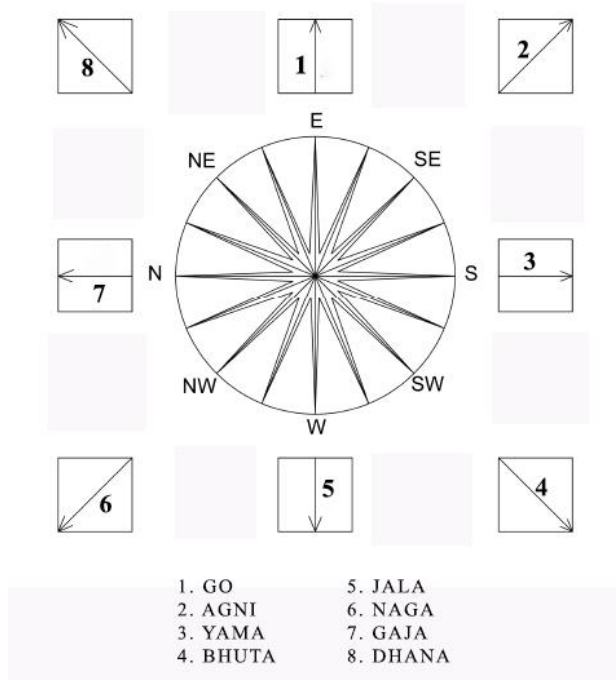 8
1
2
E
NE
SE
N
S
7
3
NW
SW
W
6
5
4
1. GO
2. AGNI
3. YAMA
4. BHUTA
5. JALA
6. NAGA
7. GAJA
8. DHANA